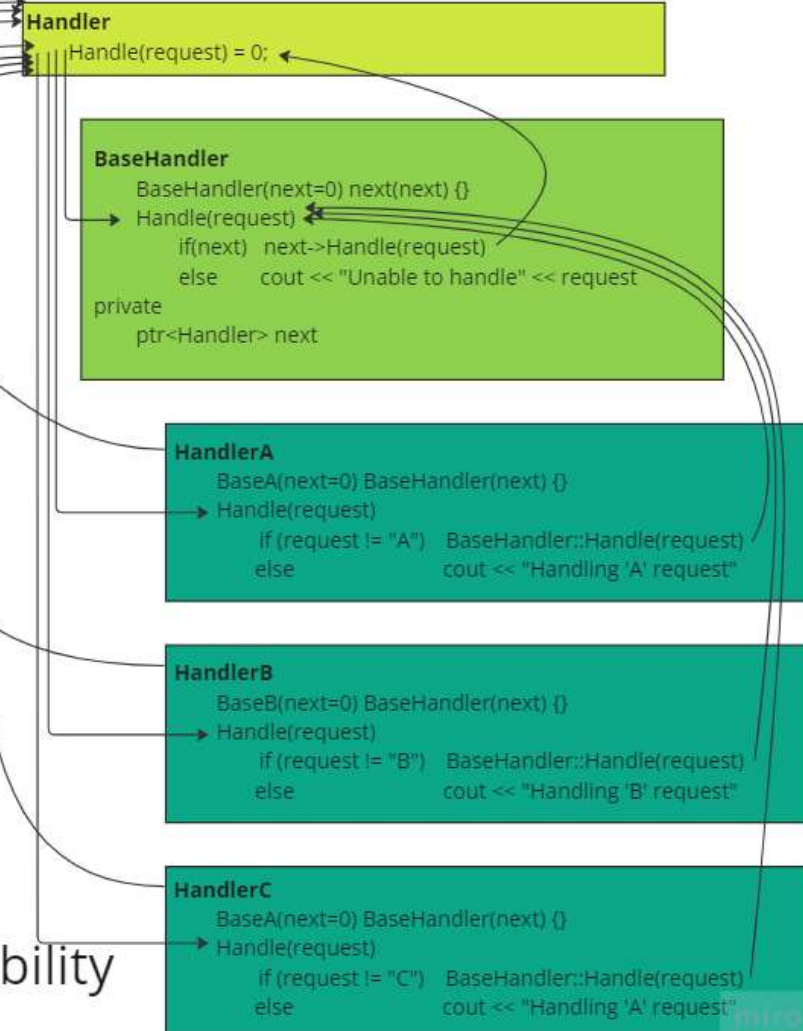 Handler
Handle(request) = 0;
BaseHandler
BaseHandler(next=0) next(next) {}
Handle(request)
if(next) next->Handle(request)
else cout << "Unable to handle" << request
private
ptr<Handler> next
HandlerA
BaseA(next=0) BaseHandler(next) {}
Handle(request)
if (request != "A") BaseHandler::Handle(request)
else cout << "Handling 'A' request"
HandlerB
BaseB(next=0) BaseHandler(next) {}
Handle(request)
if (request != "B") BaseHandler::Handle(request)
else cout << "Handling 'B' request"
HandlerC
BaseA(next=0) BaseHandler(next) {}
Handle(request)
bility
if (request != "C") BaseHandler::Handle(request)
else cout << "Handling 'A' request"
miro